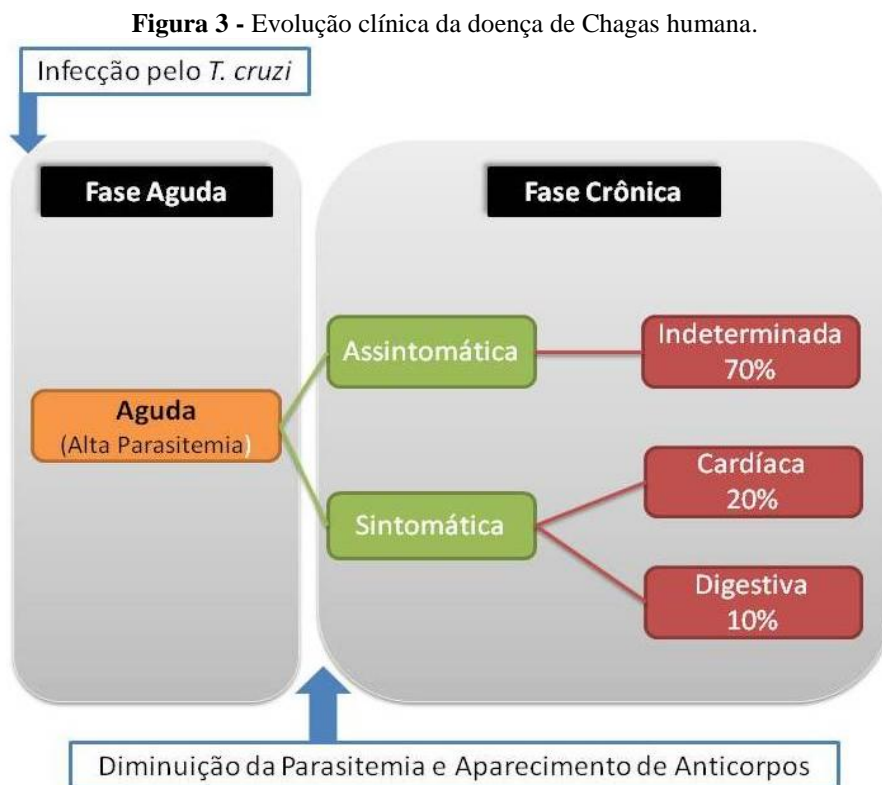 Figura 3 - Evolução clínica da doença de Chagas humana.
Infecção pelo T. cruzi
Fase Aguda
Fase Crônica
Assintomática
Indeterminada
70%
Aguda
(Alta Parasitemia)
Cardíaca
20%
Sintomática
Digestiva
10%
Diminuição da Parasitemia e Aparecimento de Anticorpos